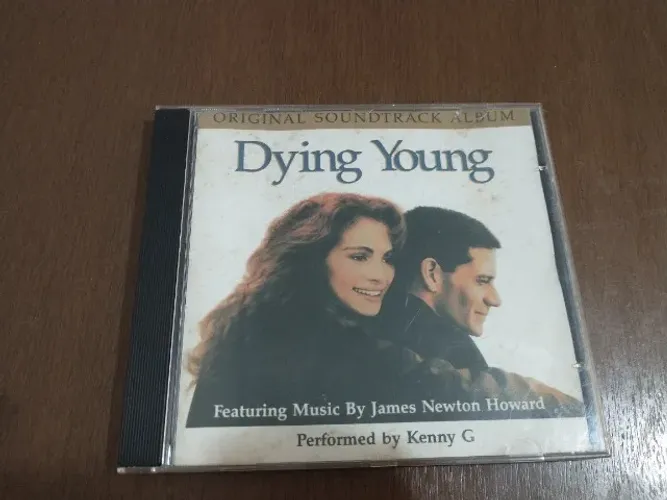 ORIGINAL SOUNDTRACK ALBUM
Dying Young
Featuring Music By James Newton Howard
Performed by Kenny G